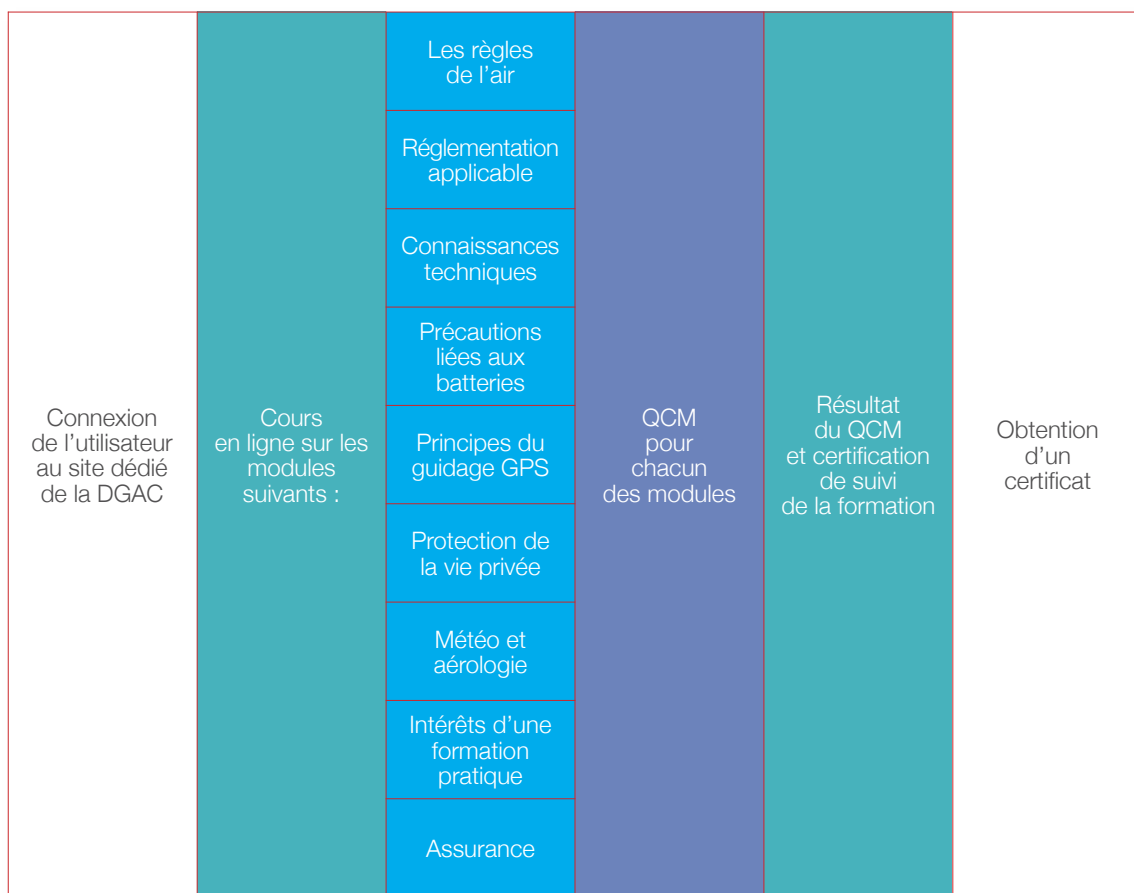 Connexion
de l’utilisateur
au site dédié
de la DGAC
Cours
en ligne sur les
modules
suivants :
Les règles
de l’air
Réglementation
applicable
Connaissances
techniques
Précautions
liées aux
batteries
Principes du
guidage GPS
Protection de
la vie privée
Météo et
aérologie
Intérêts d’une
formation
pratique
Assurance
QCM
pour
chacun
des modules
Résultat
du QCM
et certification
de suivi
de la formation
Obtention
d’un
certificat